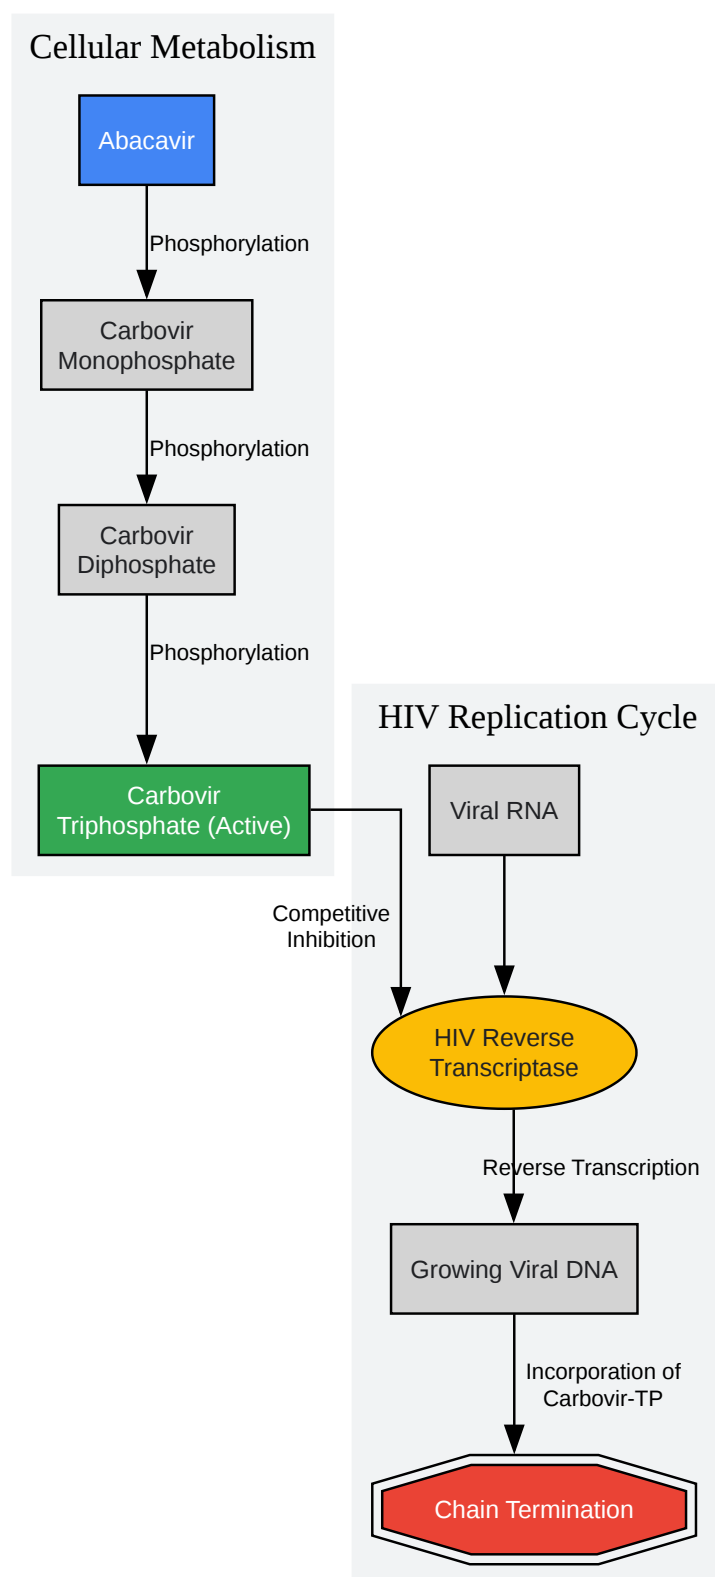 Cellular Metabolism
Abacavir
Phosphorylation
Carbovir
Monophosphate
Phosphorylation
Carbovir
Diphosphate
Phosphorylation
Carbovir
Triphosphate (Active)
Competitive
Inhibition
HIV Replication Cycle
Viral RNA
HIV Reverse
Transcriptase
Reverse Transcription
Growing Viral DNA
Incorporation of
Carbovir-TP
Chain Termination